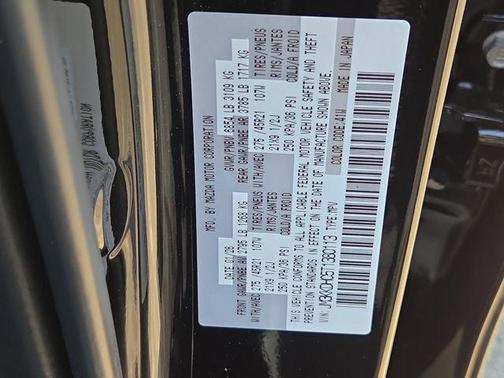 MFD. BY MAZDA MOTOR CORPORATION
DATE: 01/26 GVWR/PNBV 6854 LB 3109 KG
FRONT GAWR/PNBE AV 2795 LB 1268 KG REAR GAWR/PNBE AR 3785 LB 1717 KG
WITH/AVEC 275 /45R21 107W TIRES/PNEUS WITH/AVEC 275 /45R21 107W TIRES/PNEUS
21X9 1/2J RIMS/JANTES 21X9 1/2J RIMS/JANTES
250 KPA/36 PSI COLD/A FROID 250 KPA/36 PSI COLD/A FROID
THIS VEHICLE CONFORMS TO ALL APPLICABLE FEDERAL MOTOR VEHICLE SAFETY AND THEFT
PREVENTION STANDARDS IN EFFECT ON THE DATE OF MANUFACTURE SHOWN ABOVE.
COLOR CODE:41W MADE IN JAPAN
TYPE:MPV